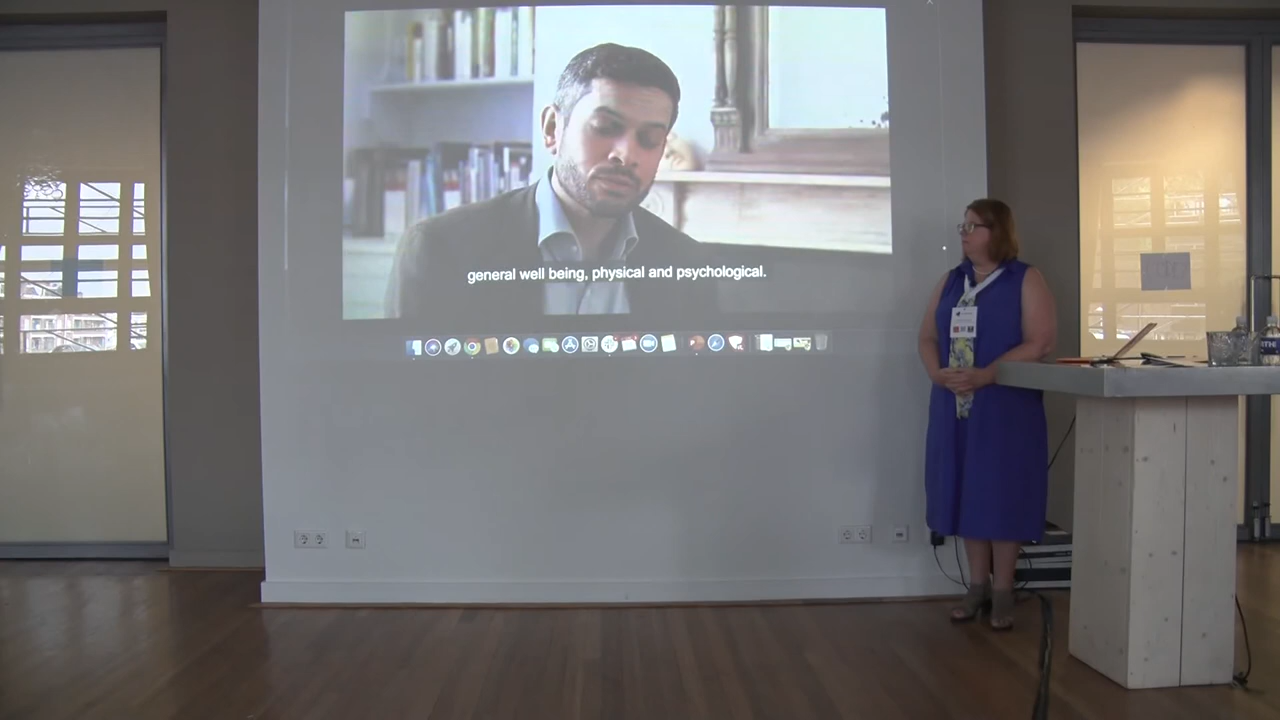 general well being, physical and psychological.